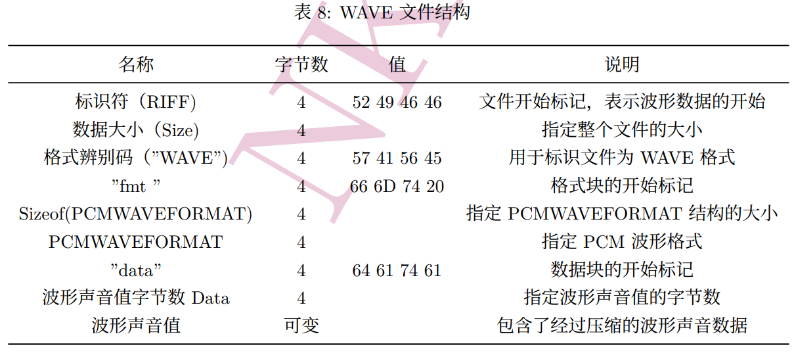 表 8: WAVE 文件结构
名称 字节数 值 说明
标识符（RIFF) 4 52 49 46 46 文件开始标记，表示波形数据的开始
数据大小（Size) 4 指定整个文件的大小
格式辨别码（”WAVE”) 4 57 41 56 45 用于标识文件为 WAVE 格式
”fmt ” 4 66 6D 74 20 格式块的开始标记
Sizeof(PCMWAVEFORMAT) 4 指定 PCMWAVEFORMAT 结构的大小
PCMWAVEFORMAT 4 指定 PCM 波形格式
”data” 4 64 61 74 61 数据块的开始标记
波形声音值字节数 Data 4 指定波形声音值的字节数
波形声音值 可变 包含了经过压缩的波形声音数据